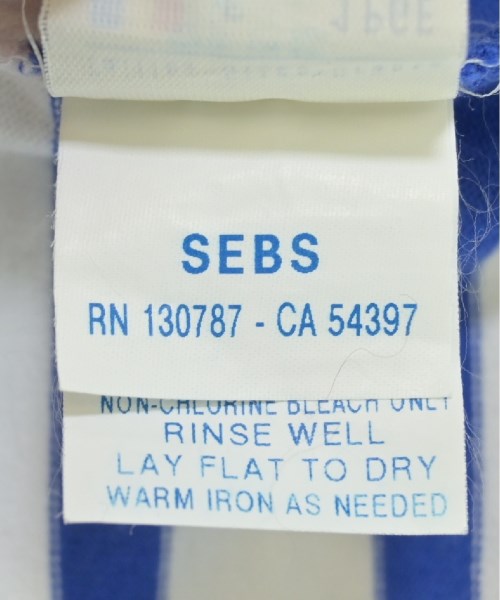 SEBS
RN 130787 - CA 54397
NON-CHLORINE BLEACH ONLY
RINSE WELL
LAY FLAT TO DRY
WARM IRON AS NEEDED